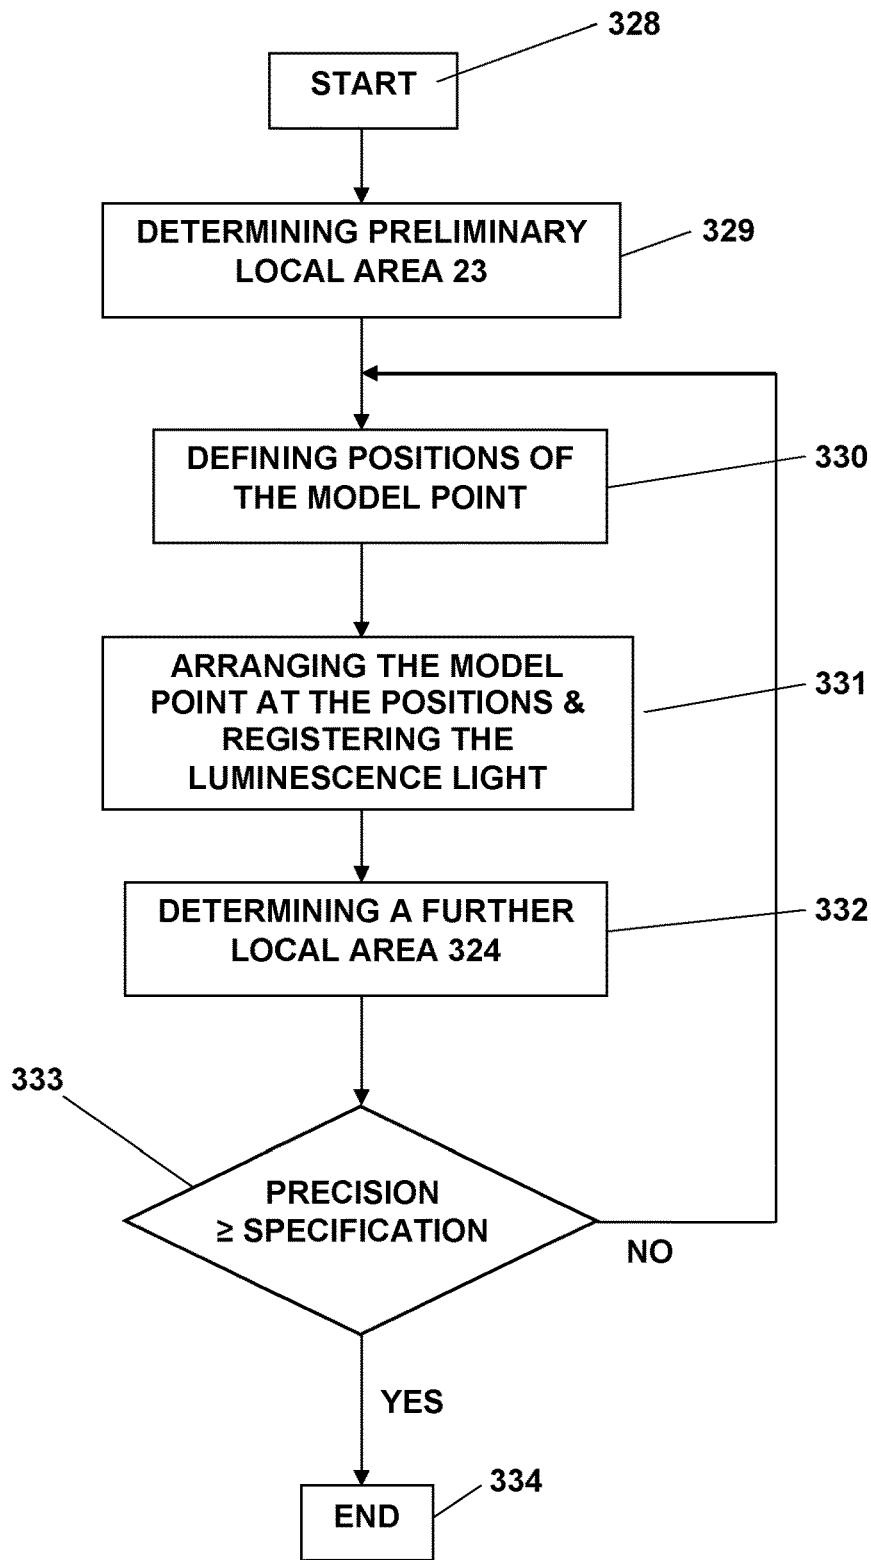 328
START
DETERMINING PRELIMINARY
LOCAL AREA 23
329
DEFINING POSITIONS OF
THE MODEL POINT
330
ARRANGING THE MODEL
POINT AT THE POSITIONS &
REGISTERING THE
LUMINESCENCE LIGHT
331
DETERMINING A FURTHER
LOCAL AREA 324
332
333
PRECISION
≥ SPECIFICATION
NO
YES
334
END